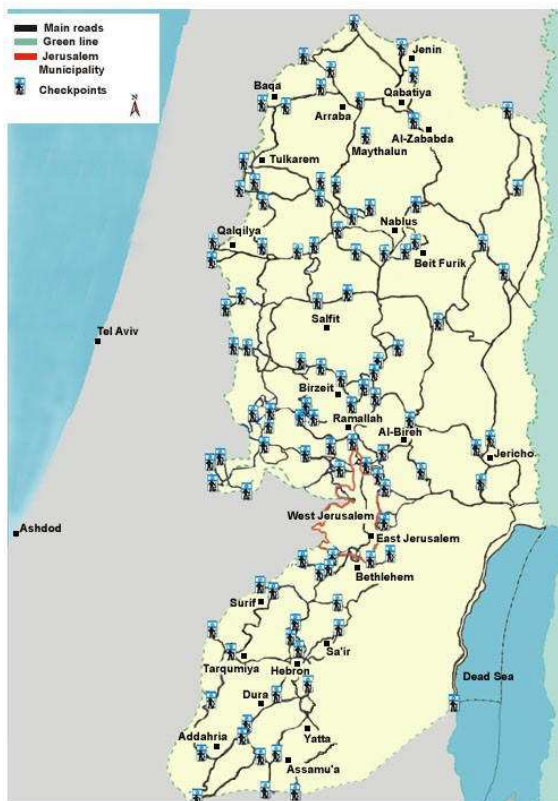 Main roads
Green line
Jerusalem
Municipality
Checkpoints
N
Jenin
Baqa
Qabatiya
Arraba
Al-Zababda
Maythalun
Tulkarem
Nablus
Qalqilya
Beit Furik
Salfit
Tel Aviv
Birzeit
Ramallah
Al-Bireh
Jericho
West Jerusalem
Ashdod
East Jerusalem
Bethlehem
Surif
Sa'ir
Tarqumiya
Hebron
Dead Sea
Dura
Yatta
Addahria
Assamu'a